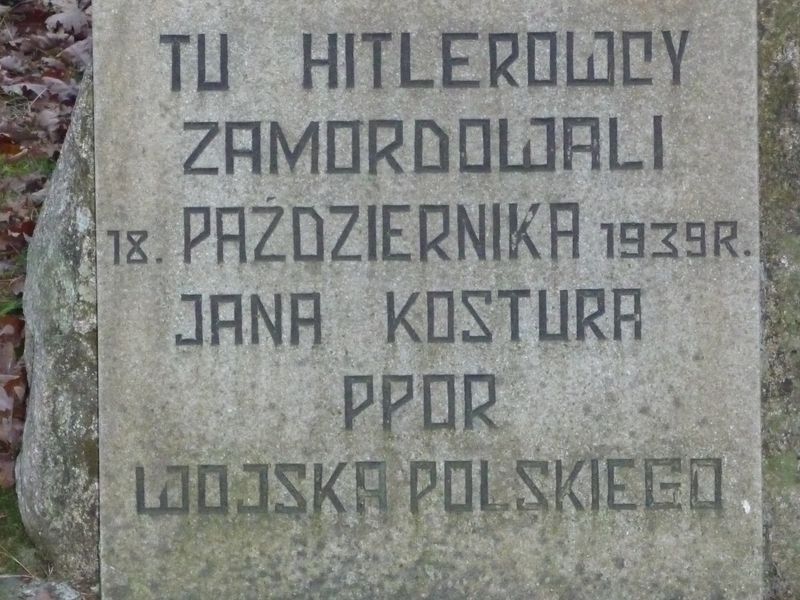 TU HITLEROWCY
ZAMORDOWALI
18. PAŹDZIERNIKA 1939R.
JANA KOSTURA
PPOR
WOJSKA POLSKIEGO